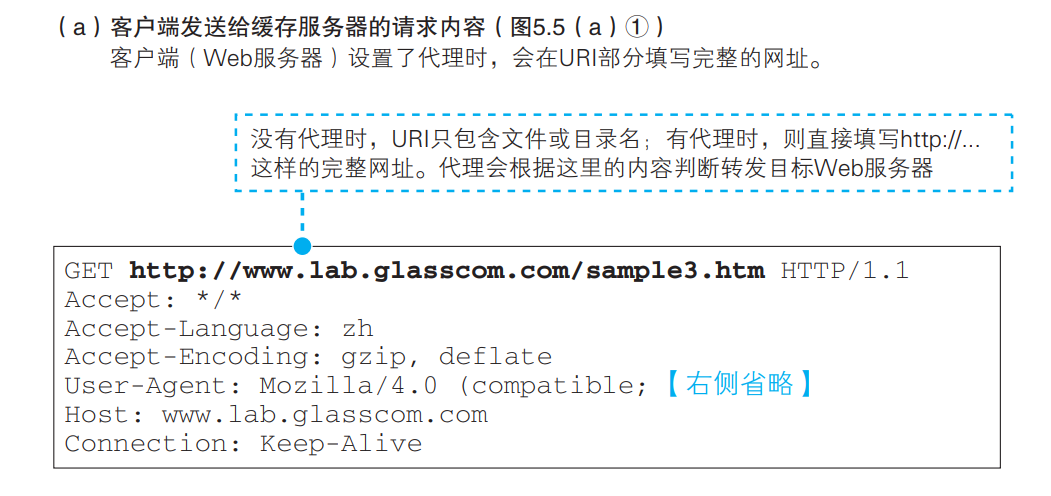 （a）客户端发送给缓存服务器的请求内容（图5.5（a）①）
客户端（Web服务器）设置了代理时，会在URI部分填写完整的网址。
没有代理时，URI只包含文件或目录名；有代理时，则直接填写http://...
这样的完整网址。代理会根据这里的内容判断转发目标Web服务器
GET http://www.lab.glasscom.com/sample3.htm HTTP/1.1
Accept: */*
Accept-Language: zh
Accept-Encoding: gzip, deflate
User-Agent: Mozilla/4.0 (compatible;【右侧省略】
Host: www.lab.glasscom.com
Connection: Keep-Alive